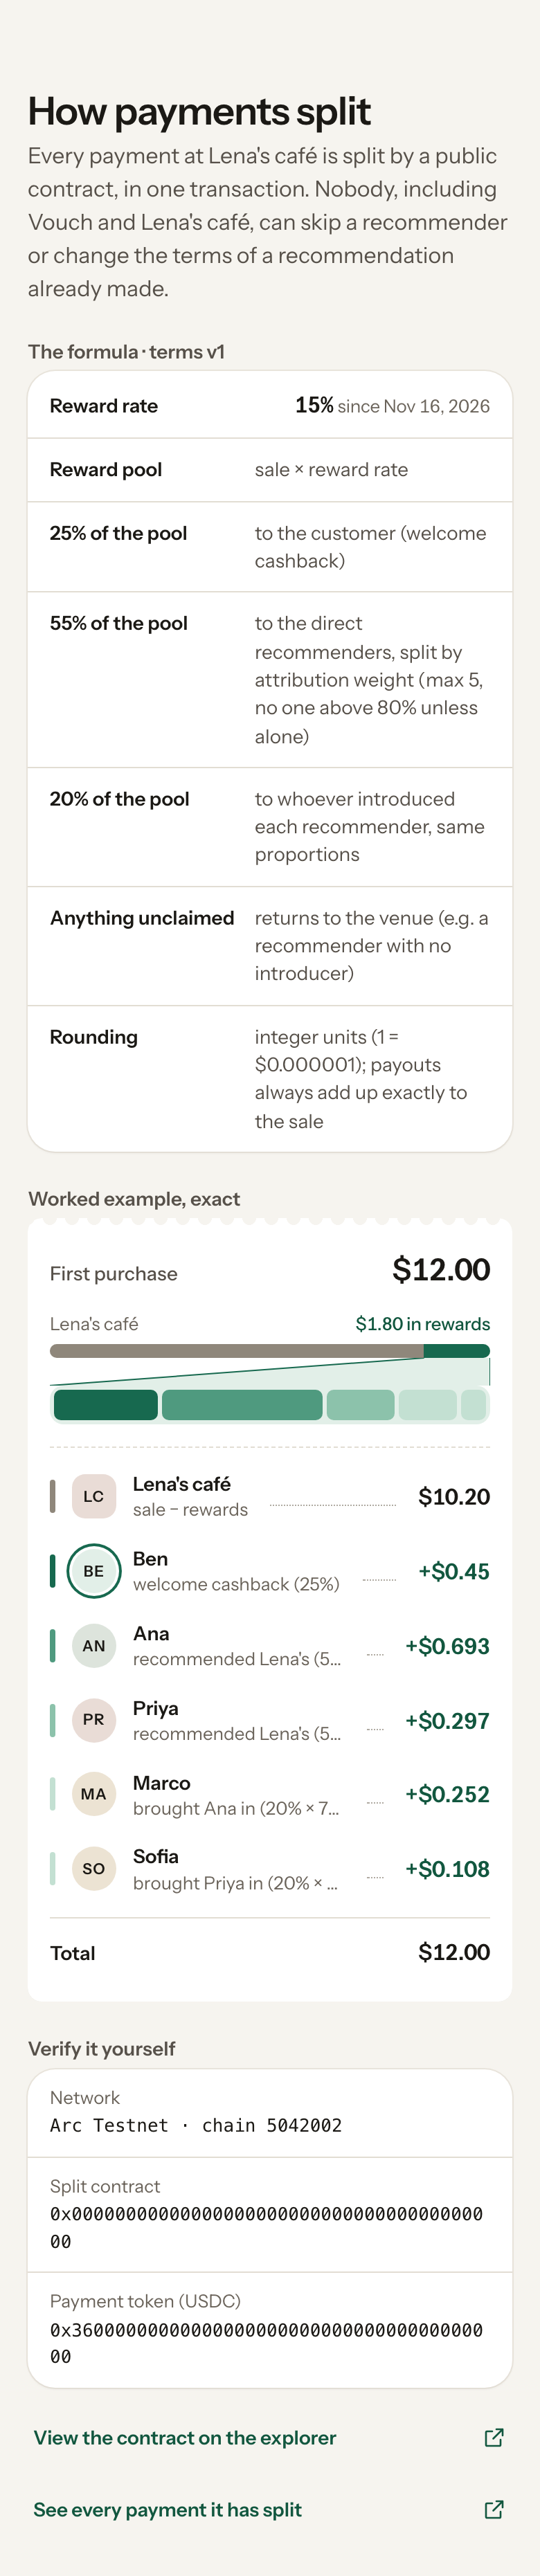 How payments split
Every payment at Lena's café is split by a public
contract, in one transaction. Nobody, including
Vouch and Lena's café, can skip a recommender
or change the terms of a recommendation
already made.
The formula · terms v1
Reward rate 15% since Nov 16, 2026
Reward pool sale × reward rate
25% of the pool to the customer (welcome
cashback)
55% of the pool to the direct
recommenders, split by
attribution weight (max 5,
no one above 80% unless
alone)
20% of the pool to whoever introduced
each recommender, same
proportions
Anything unclaimed returns to the venue (e.g. a
recommender with no
introducer)
Rounding integer units (1 =
$0.000001); payouts
always add up exactly to
the sale
Worked example, exact
First purchase $12.00
Lena's café $1.80 in rewards
LC Lena's café $10.20
sale − rewards
BE Ben +$0.45
welcome cashback (25%)
AN Ana +$0.693
recommended Lena's (5...
PR Priya +$0.297
recommended Lena's (5...
MA Marco +$0.252
brought Ana in (20% × 7...
SO Sofia +$0.108
brought Priya in (20% × ...
Total $12.00
Verify it yourself
Network
Arc Testnet · chain 5042002
Split contract
0x00000000000000000000000000000000000000
00
Payment token (USDC)
0x36000000000000000000000000000000000000
00
View the contract on the explorer
See every payment it has split